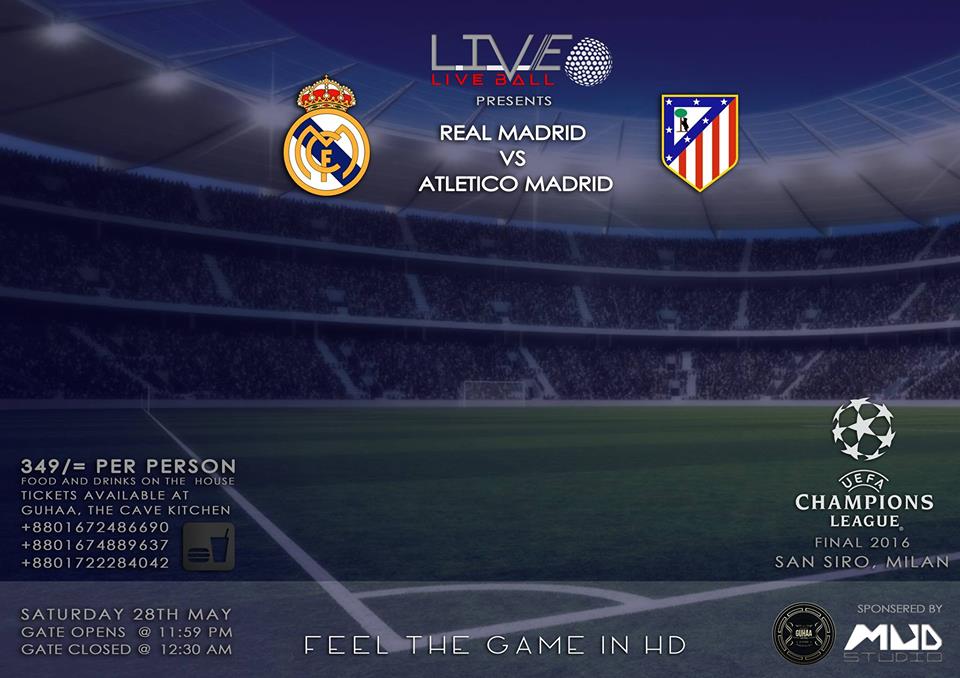 LIVE
LIVE BALL
PRESENTS
REAL MADRID
VS
ATLETICO MADRID
349/= PER PERSON
FOOD AND DRINKS ON THE HOUSE
TICKETS AVAILABLE AT
GUHAA, THE CAVE KITCHEN
+8801672486690
+8801674889637
+8801722284042
UEFA
CHAMPIONS
LEAGUE®
FINAL 2016
SAN SIRO, MILAN
SATURDAY 28TH MAY
GATE OPENS @ 11:59 PM
GATE CLOSED @ 12:30 AM
FEEL THE GAME IN HD
GUHAA
SPONSERED BY
MUD
STUDIO